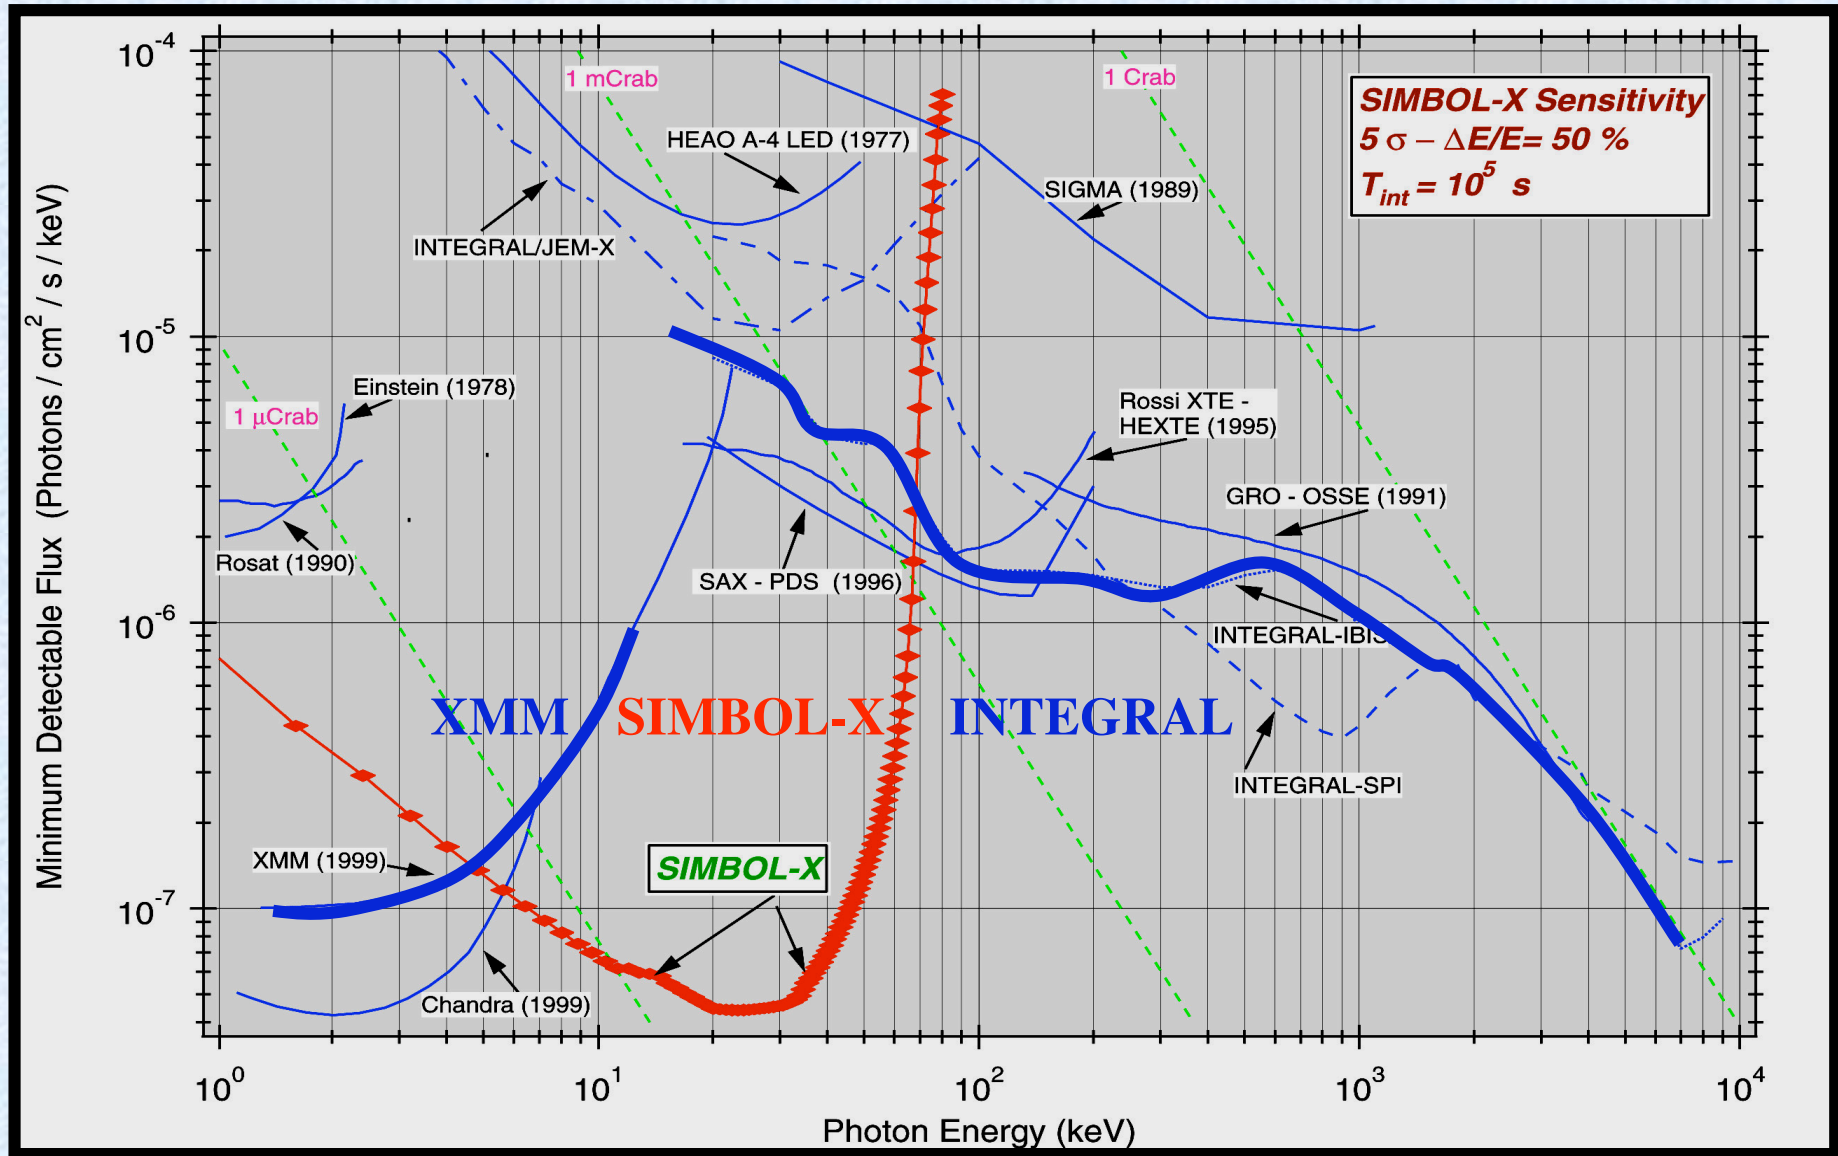 10^-4
10^-5
10^-6
10^-7
Minimum Detectable Flux (Photons / cm^2 / s / keV)
1 mCrab
1 Crab
SIMBOL-X Sensitivity
5 σ – ΔE/E= 50 %
T_int = 10^5 s
HEAO A-4 LED (1977)
SIGMA (1989)
INTEGRAL/JEM-X
Einstein (1978)
1 μCrab
Rossi XTE -
HEXTE (1995)
GRO - OSSE (1991)
Rosat (1990)
SAX - PDS (1996)
INTEGRAL-IBIS
XMM SIMBOL-X INTEGRAL
INTEGRAL-SPI
XMM (1999)
SIMBOL-X
Chandra (1999)
10^0 10^1 10^2 10^3 10^4
Photon Energy (keV)